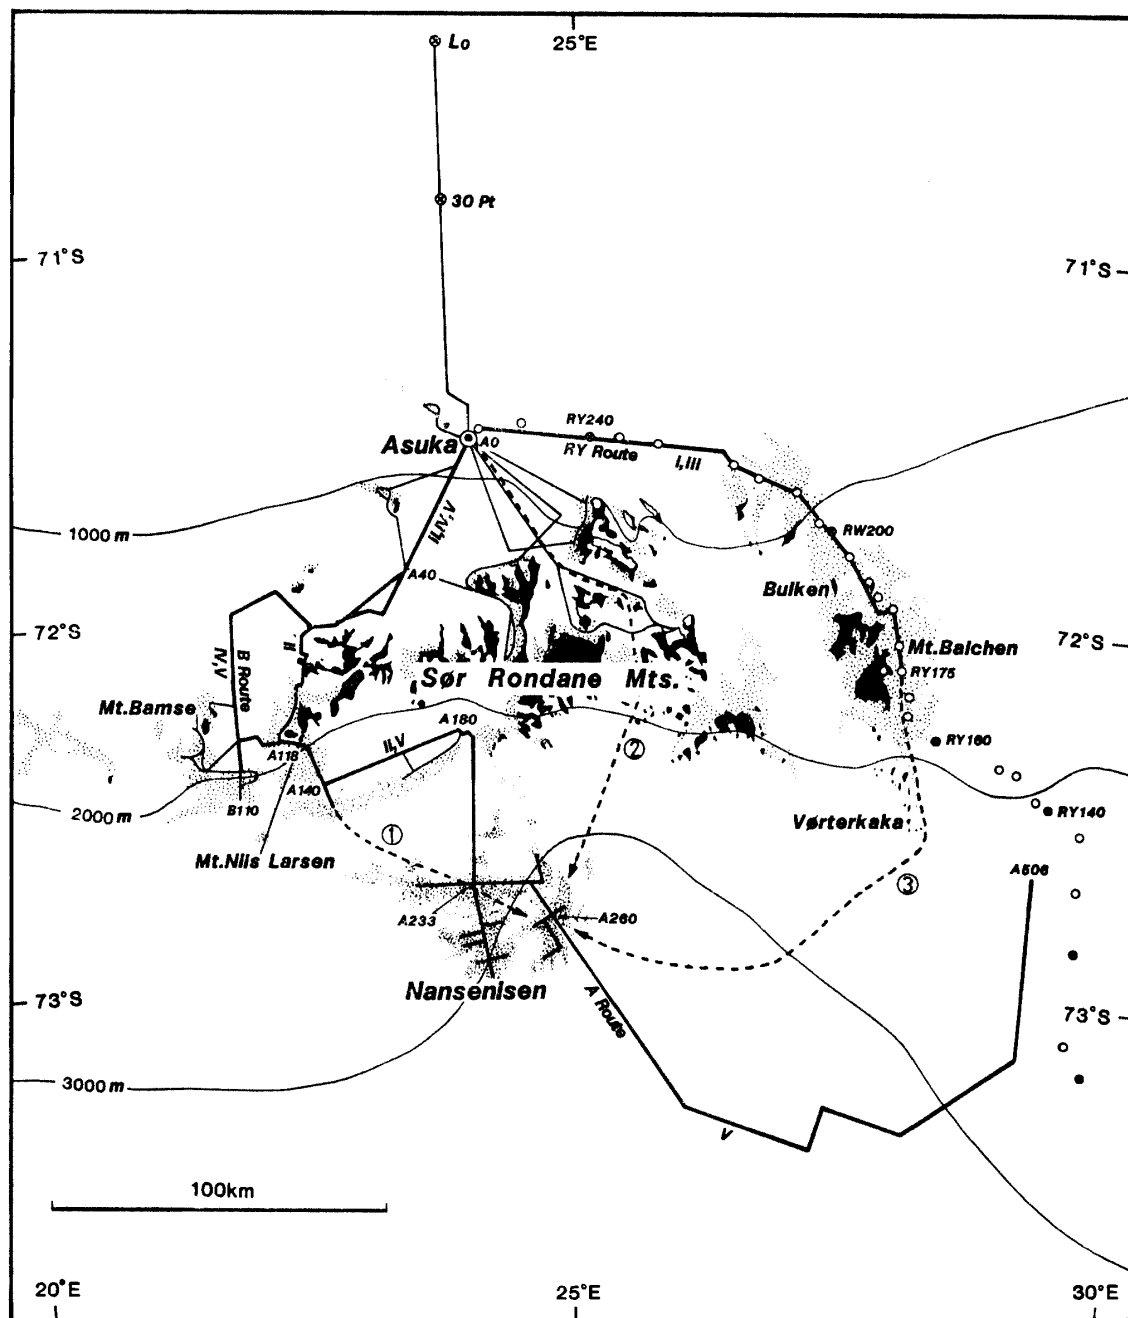 25°E
Lo
30 Pt
71°S
71°S
RY240
Asuka
A0
RY Route
I,III
II,IV,V
1000 m
RW200
A40
Bulken
72°S
72°S
II
B Route
IV,V
Mt.Balchen
RY175
Sør Rondane Mts.
Mt.Bamse
A180
RY160
II,V
②
A118
A140
B110
2000 m
RY140
Vørterkaka
①
Mt.Nils Larsen
A506
③
A233
A260
Nansenisen
73°S
A Route
73°S
3000 m
V
100km
20°E
25°E
30°E